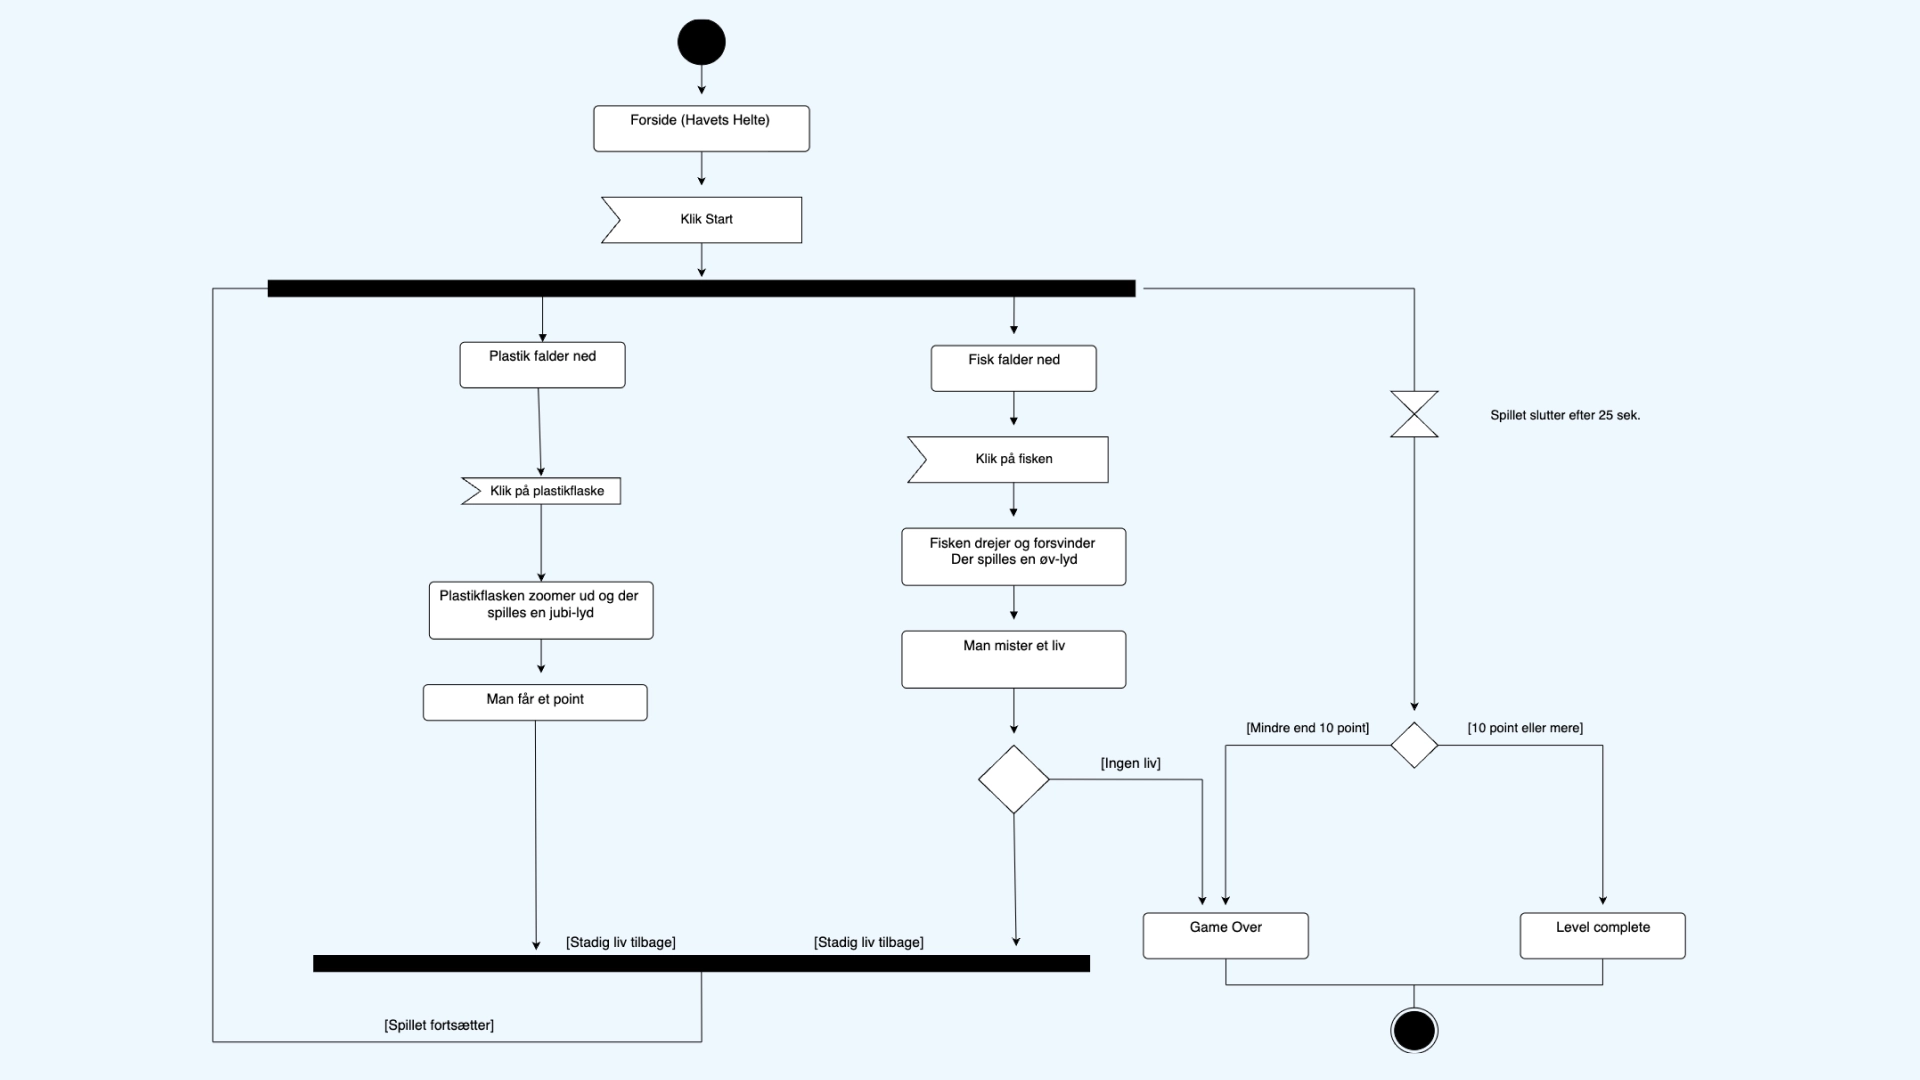 Forside (Havets Helte)
Klik Start
Plastik falder ned
Fisk falder ned
Spillet slutter efter 25 sek.
Klik på fisken
Klik på plastikflaske
Fisken drejer og forsvinder
Der spilles en øv-lyd
Plastikflasken zoomer ud og der
spilles en jubi-lyd
Man mister et liv
Man får et point
[Mindre end 10 point]
[10 point eller mere]
[Ingen liv]
Game Over
Level complete
[Stadig liv tilbage]
[Stadig liv tilbage]
[Spillet fortsætter]